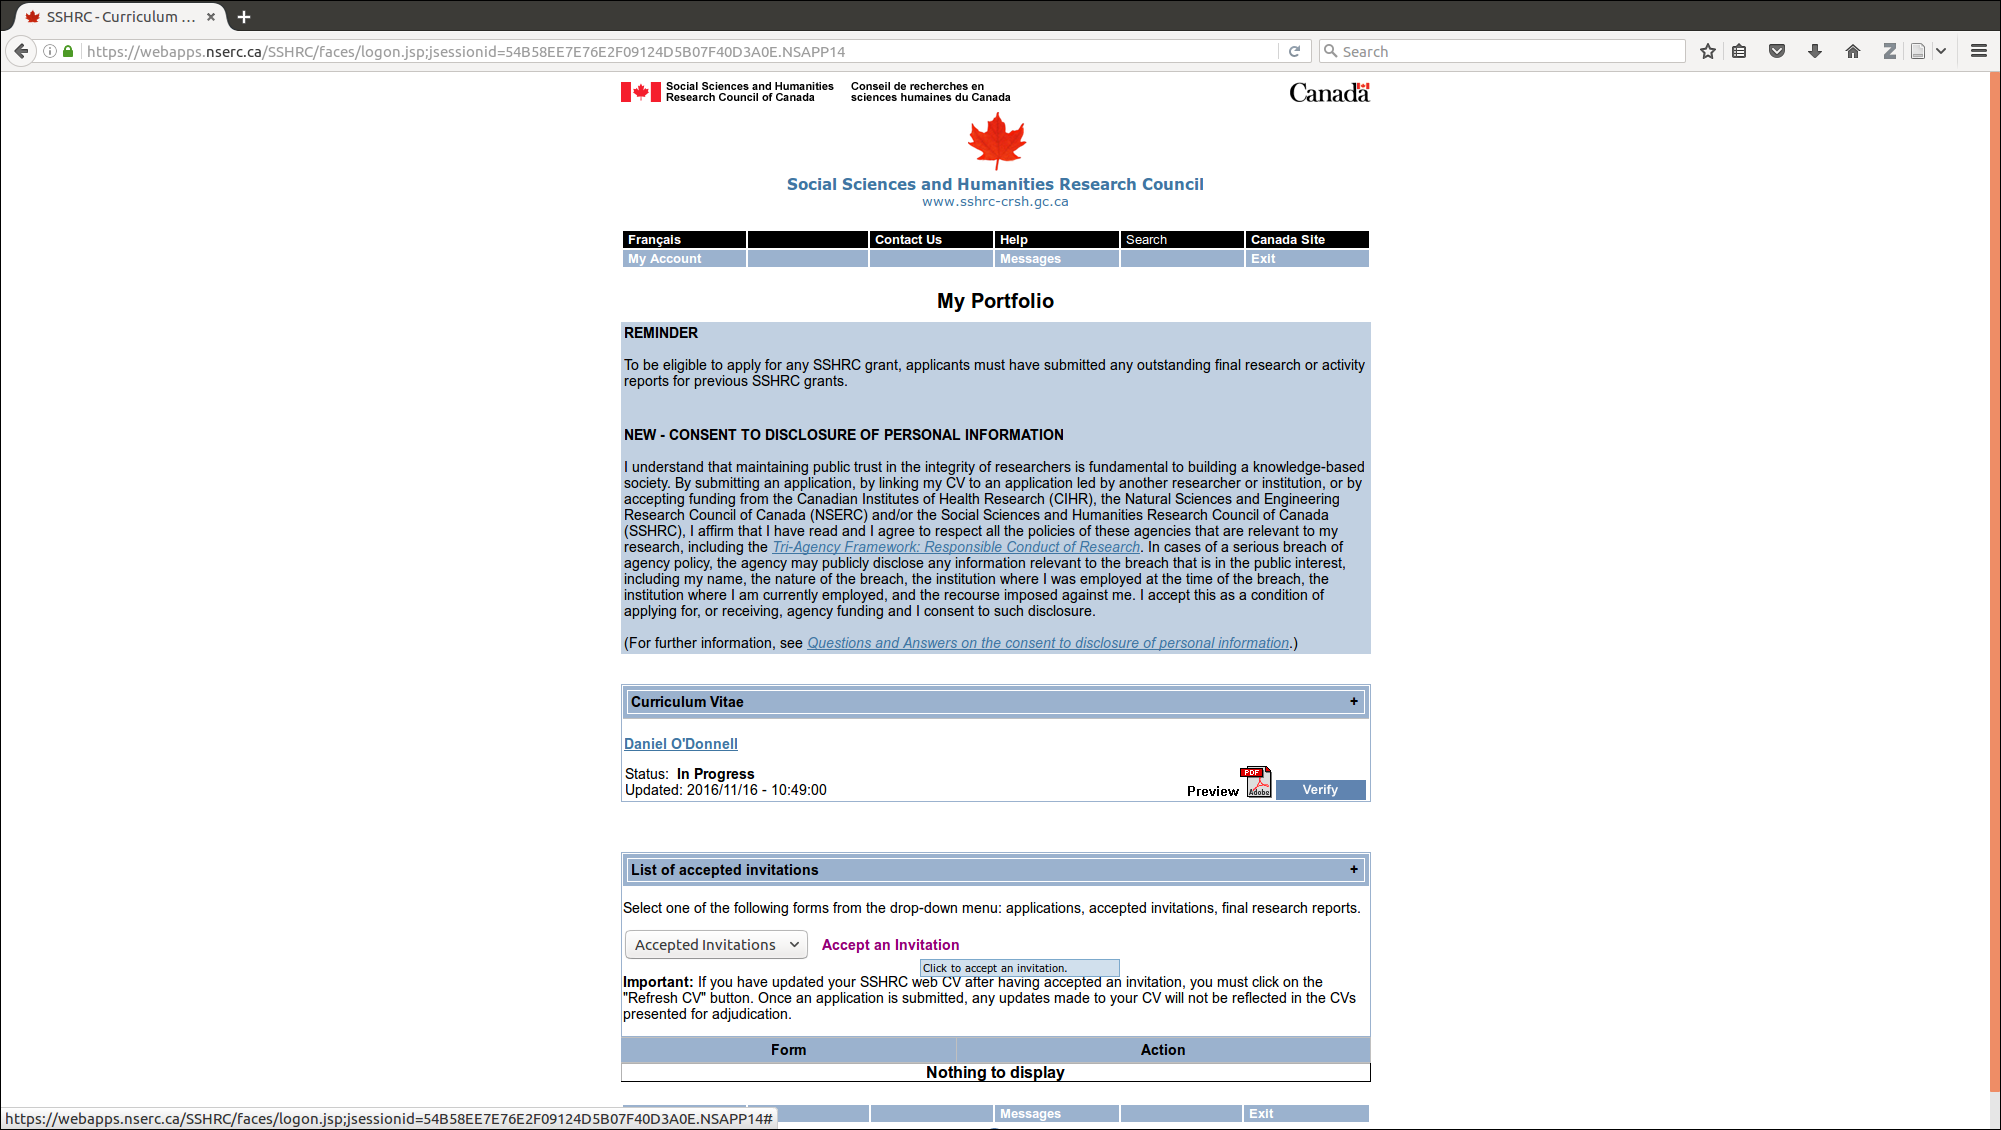 SSHRC - Curriculum ...
https://webapps.nserc.ca/SSHRC/faces/logon.jsp;jsessionid=54B58EE7E76E2F09124D5B07F40D3A0E.NSAPP14
Search
Social Sciences and Humanities Research Council of Canada
Conseil de recherches en sciences humaines du Canada
Canada
Social Sciences and Humanities Research Council
www.sshrc-crsh.gc.ca
Français Contact Us Help Search Canada Site
My Account Messages Exit
My Portfolio
REMINDER
To be eligible to apply for any SSHRC grant, applicants must have submitted any outstanding final research or activity
reports for previous SSHRC grants.
NEW - CONSENT TO DISCLOSURE OF PERSONAL INFORMATION
I understand that maintaining public trust in the integrity of researchers is fundamental to building a knowledge-based
society. By submitting an application, by linking my CV to an application led by another researcher or institution, or by
accepting funding from the Canadian Institutes of Health Research (CIHR), the Natural Sciences and Engineering
Research Council of Canada (NSERC) and/or the Social Sciences and Humanities Research Council of Canada
(SSHRC), I affirm that I have read and I agree to respect all the policies of these agencies that are relevant to my
research, including the Tri-Agency Framework: Responsible Conduct of Research. In cases of a serious breach of
agency policy, the agency may publicly disclose any information relevant to the breach that is in the public interest,
including my name, the nature of the breach, the institution where I was employed at the time of the breach, the
institution where I am currently employed, and the recourse imposed against me. I accept this as a condition of
applying for, or receiving, agency funding and I consent to such disclosure.
(For further information, see Questions and Answers on the consent to disclosure of personal information.)
Curriculum Vitae +
Daniel O'Donnell
Status: In Progress
Updated: 2016/11/16 - 10:49:00
Preview PDF Adobe Verify
List of accepted invitations +
Select one of the following forms from the drop-down menu: applications, accepted invitations, final research reports.
Accepted Invitations Accept an Invitation
Click to accept an invitation.
Important: If you have updated your SSHRC web CV after having accepted an invitation, you must click on the
"Refresh CV" button. Once an application is submitted, any updates made to your CV will not be reflected in the CVs
presented for adjudication.
Form Action
Nothing to display
Messages Exit
https://webapps.nserc.ca/SSHRC/faces/logon.jsp;jsessionid=54B58EE7E76E2F09124D5B07F40D3A0E.NSAPP14#